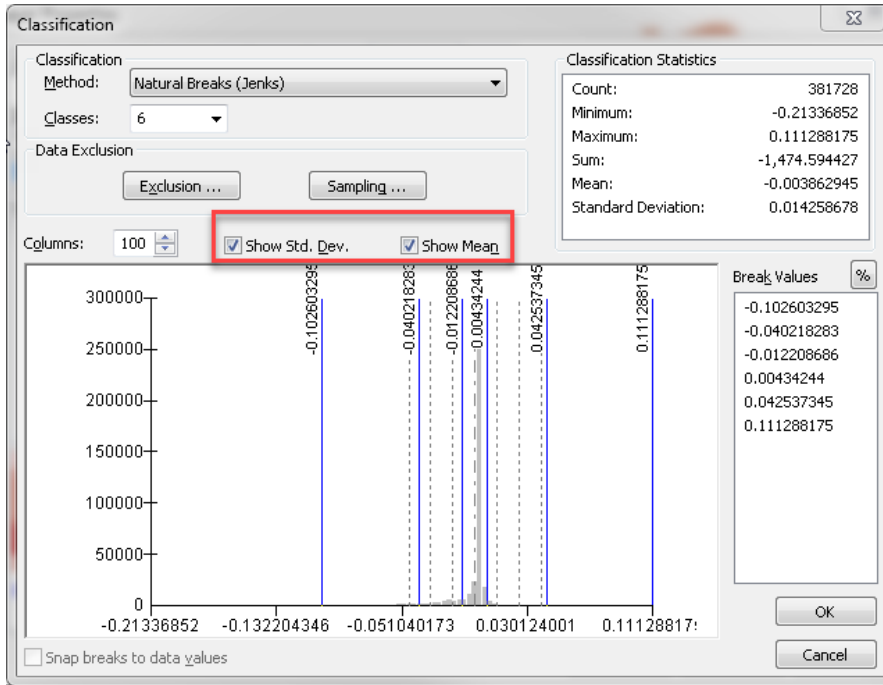 Classification
Classification
Method: Natural Breaks (Jenks)
Classes: 6
Data Exclusion
Exclusion ...
Sampling ...
Classification Statistics
Count: 381728
Minimum: -0.21336852
Maximum: 0.111288175
Sum: -1,474.594427
Mean: -0.003862945
Standard Deviation: 0.014258678
Columns: 100
Show Std. Dev.
Show Mean
-0.102603295
-0.040218283
-0.012208686
0.00434244
0.042537345
0.111288175
300000
250000
200000
150000
100000
50000
0
-0.21336852 -0.132204346 -0.051040173 0.030124001 0.11128817
Break Values %
-0.102603295
-0.040218283
-0.012208686
0.00434244
0.042537345
0.111288175
OK
Cancel
Snap breaks to data values